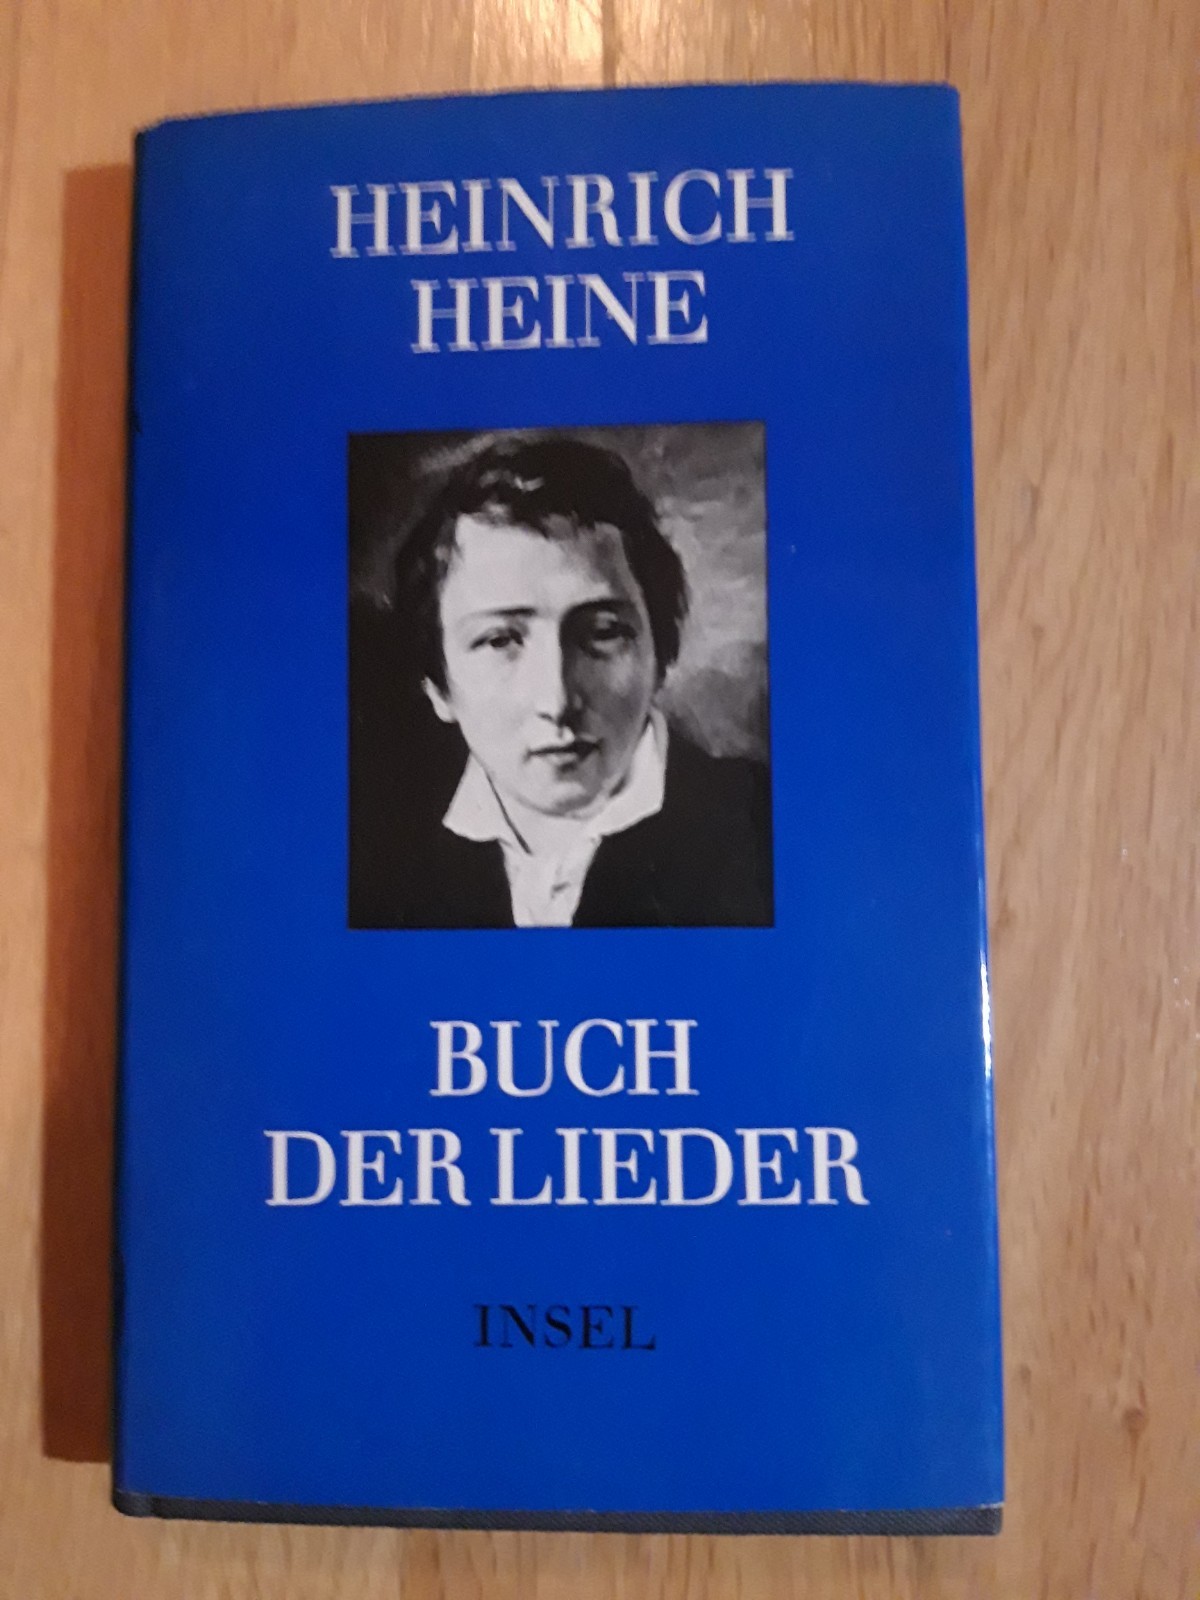 HEINRICH
HEINE
BUCH
DER LIEDER
INSEL